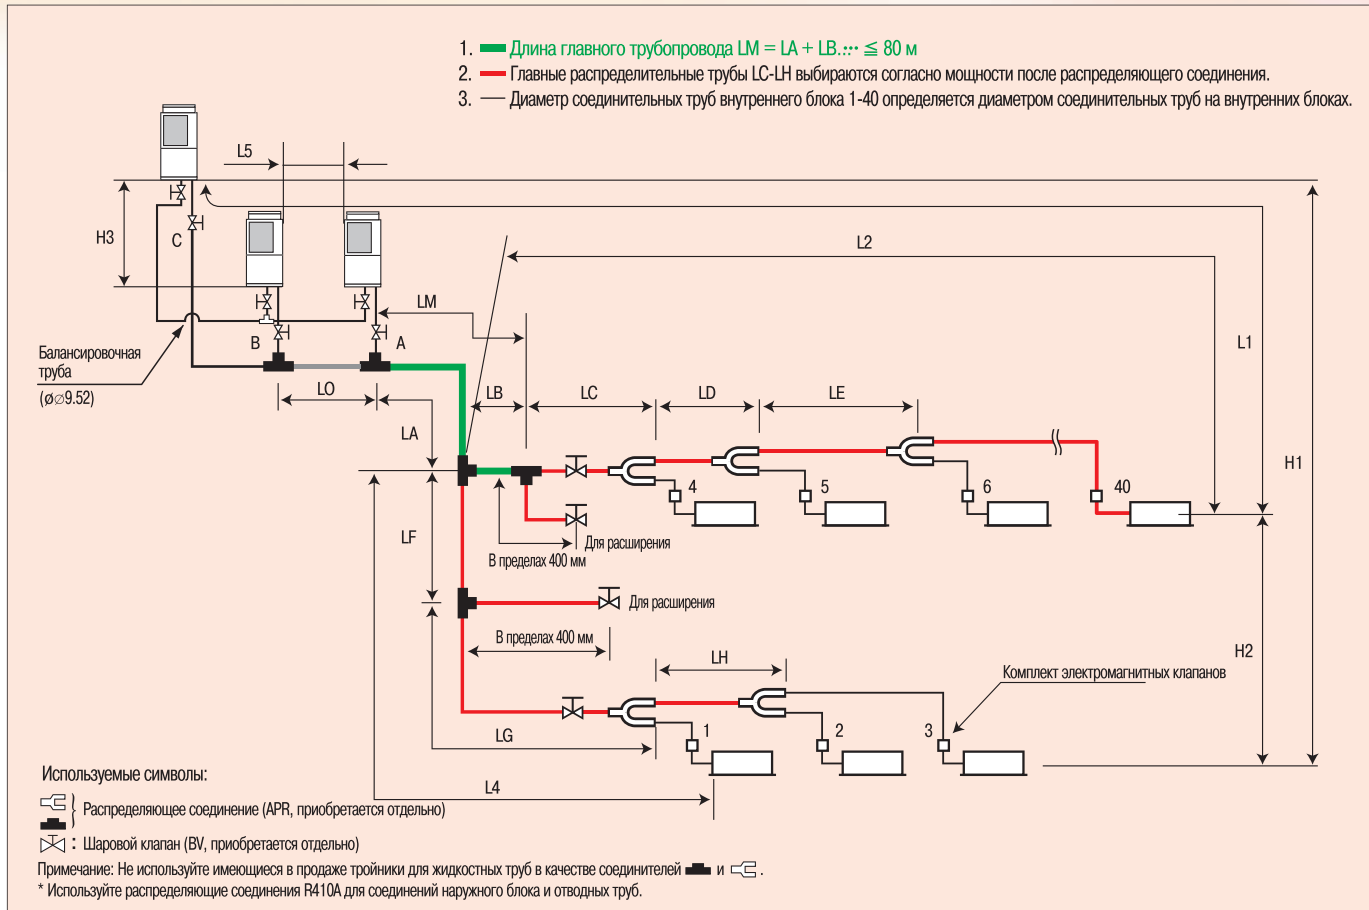 1. Длина главного трубопровода LM = LA + LB.:•• ≦ 80 м
2. Главные распределительные трубы LC-LH выбираются согласно мощности после распределяющего соединения.
3. Диаметр соединительных труб внутреннего блока 1-40 определяется диаметром соединительных труб на внутренних блоках.
L5
H3
C
L2
LM
L1
B
A
Балансировочная
труба
(ø∅9.52)
LO
LA
LB
LC
LD
LE
H1
4
5
6
40
LF
Для расширения
В пределах 400 мм
Для расширения
В пределах 400 мм
LH
H2
Комплект электромагнитных клапанов
1
2
3
LG
L4
Используемые символы:
Распределяющее соединение (APR, приобретается отдельно)
: Шаровой клапан (BV, приобретается отдельно)
Примечание: Не используйте имеющиеся в продаже тройники для жидкостных труб в качестве соединителей и .
* Используйте распределяющие соединения R410A для соединений наружного блока и отводных труб.